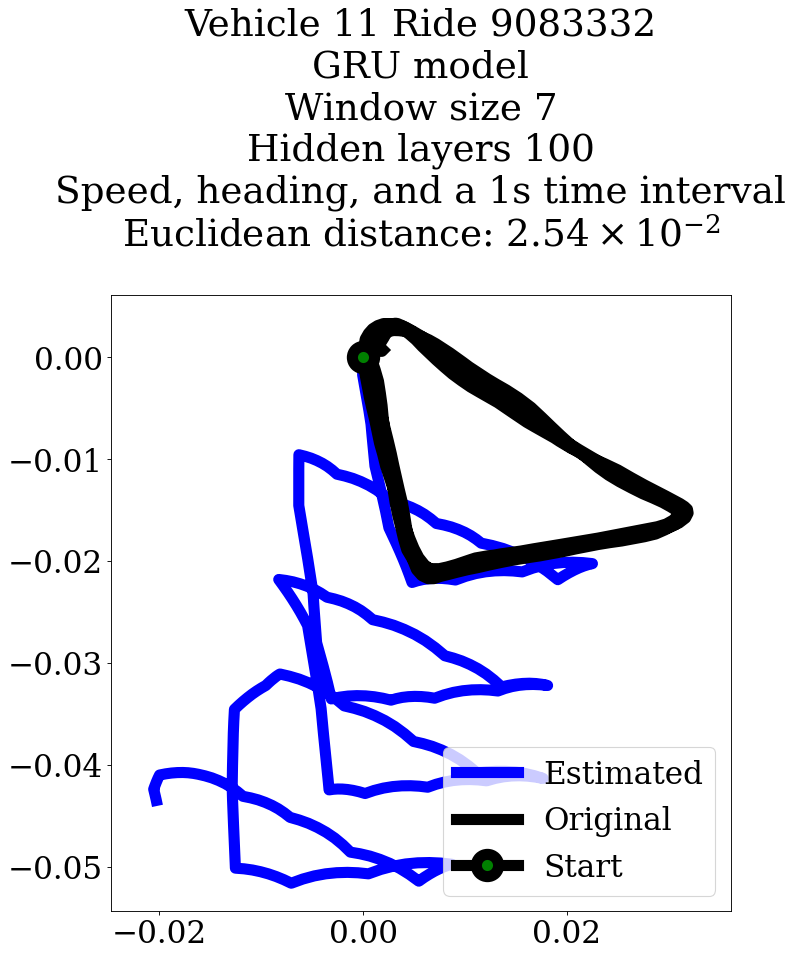 Vehicle 11 Ride 9083332
GRU model
Window size 7
Hidden layers 100
Speed, heading, and a 1s time interval
Euclidean distance: 2.54 × 10⁻²
0.00
−0.01
−0.02
−0.03
−0.04
−0.05
Estimated
Original
Start
−0.02 0.00 0.02